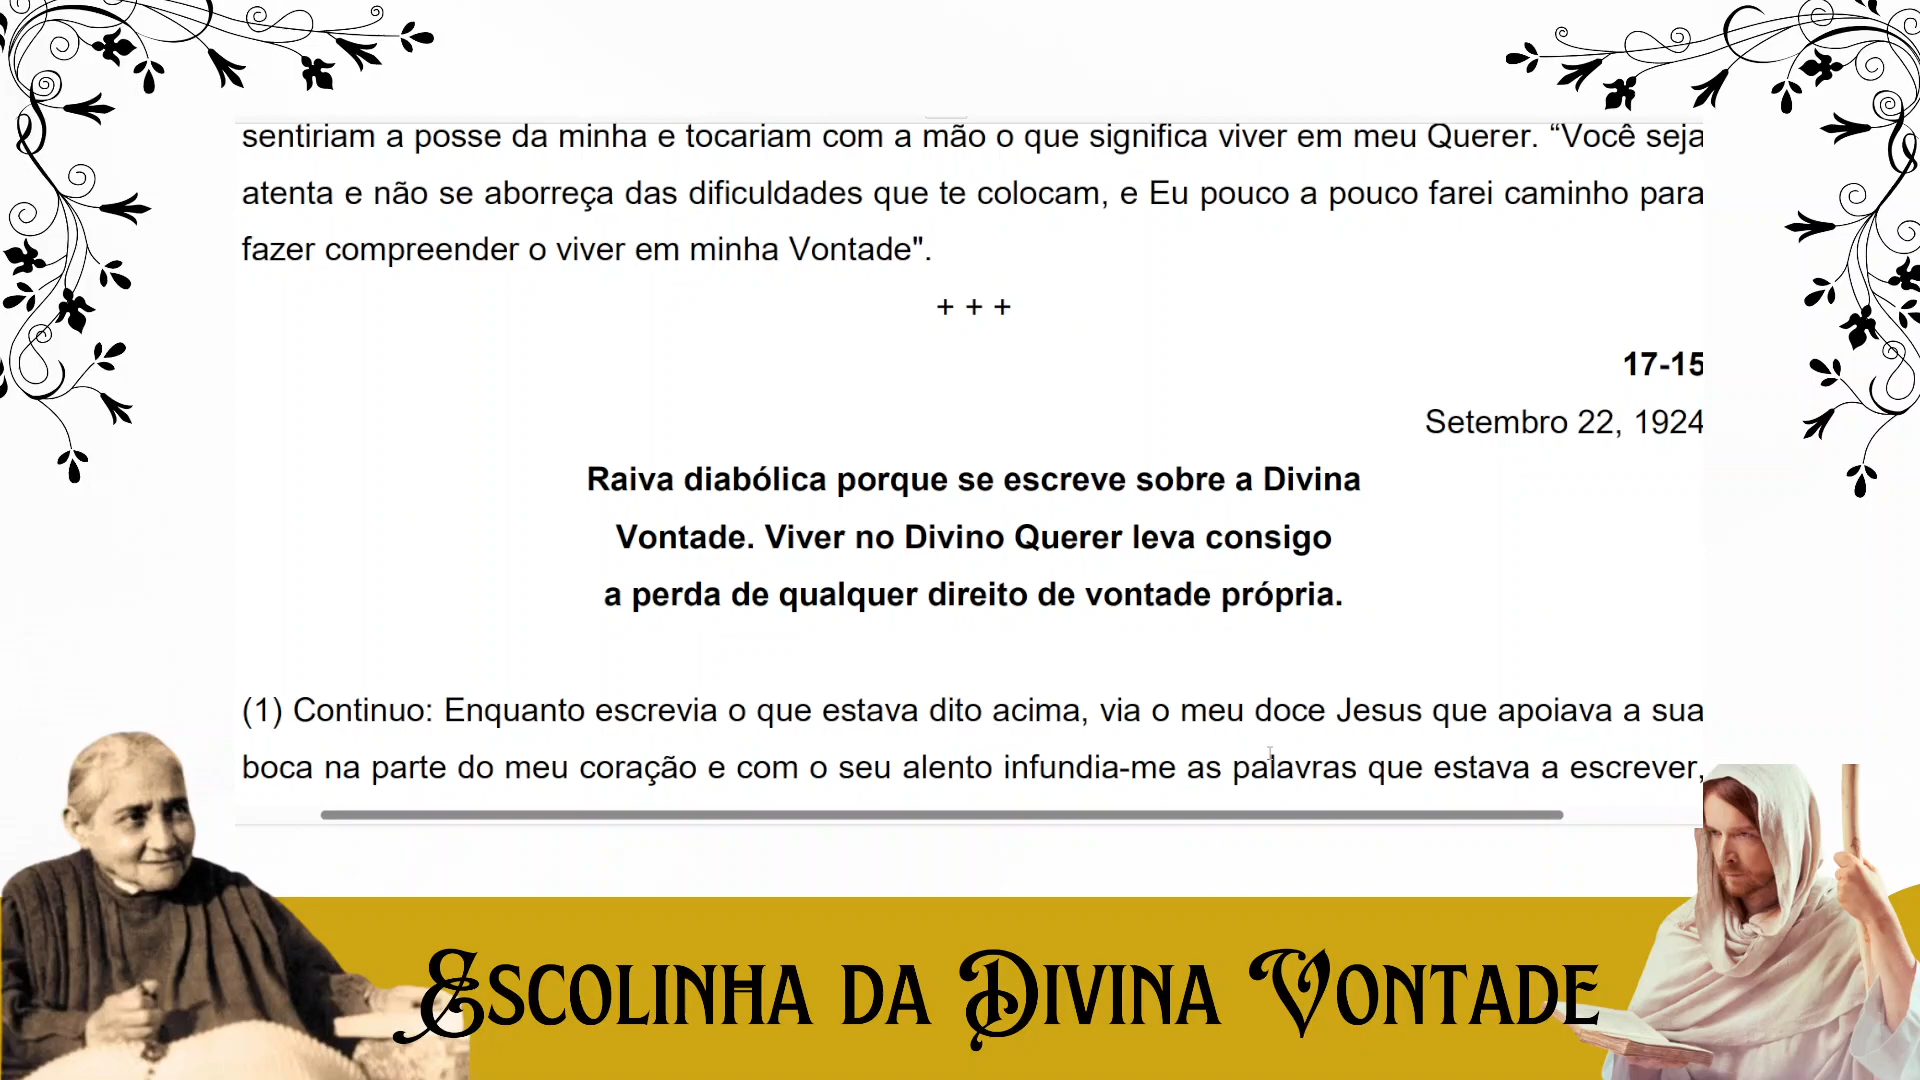 sentiriam a posse da minha e tocariam com a mão o que significa viver em meu Querer. “Você seja
atenta e não se aborreça das dificuldades que te colocam, e Eu pouco a pouco farei caminho para
fazer compreender o viver em minha Vontade".
+ + +
17-15
Setembro 22, 1924
Raiva diabólica porque se escreve sobre a Divina
Vontade. Viver no Divino Querer leva consigo
a perda de qualquer direito de vontade própria.
(1) Continuo: Enquanto escrevia o que estava dito acima, via o meu doce Jesus que apoiava a sua
boca na parte do meu coração e com o seu alento infundia-me as palavras que estava a escrever,
ESCOLINHA DA DIVINA VONTADE